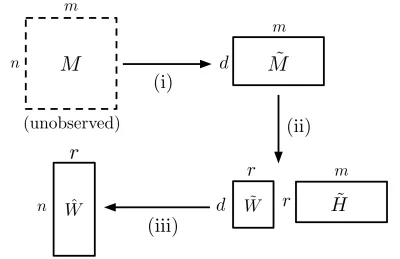 m m
n M (i) d M̃
(unobserved)
(ii)
r r m
n Ŵ (iii) d W̃ r H̃